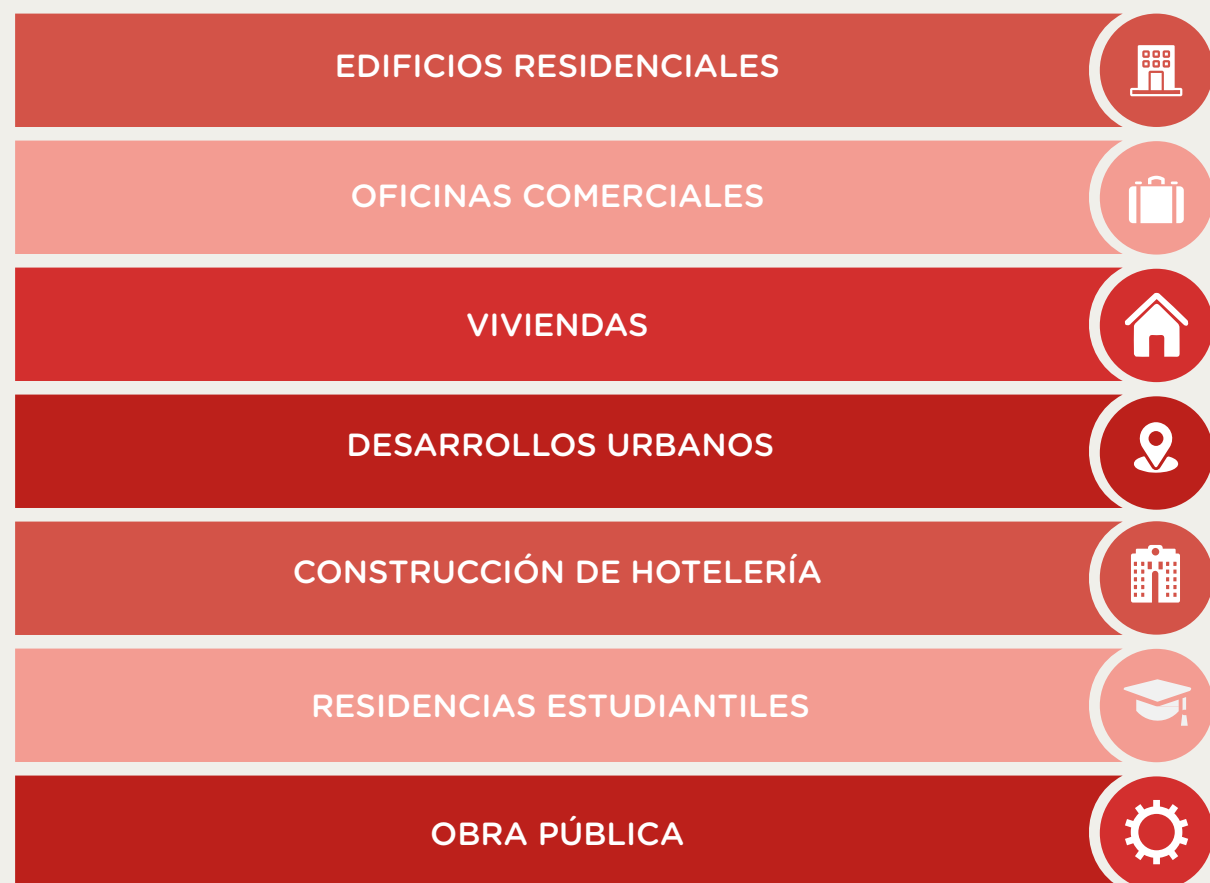 EDIFICIOS RESIDENCIALES
OFICINAS COMERCIALES
VIVIENDAS
DESARROLLOS URBANOS
CONSTRUCCIÓN DE HOTELERÍA
RESIDENCIAS ESTUDIANTILES
OBRA PÚBLICA